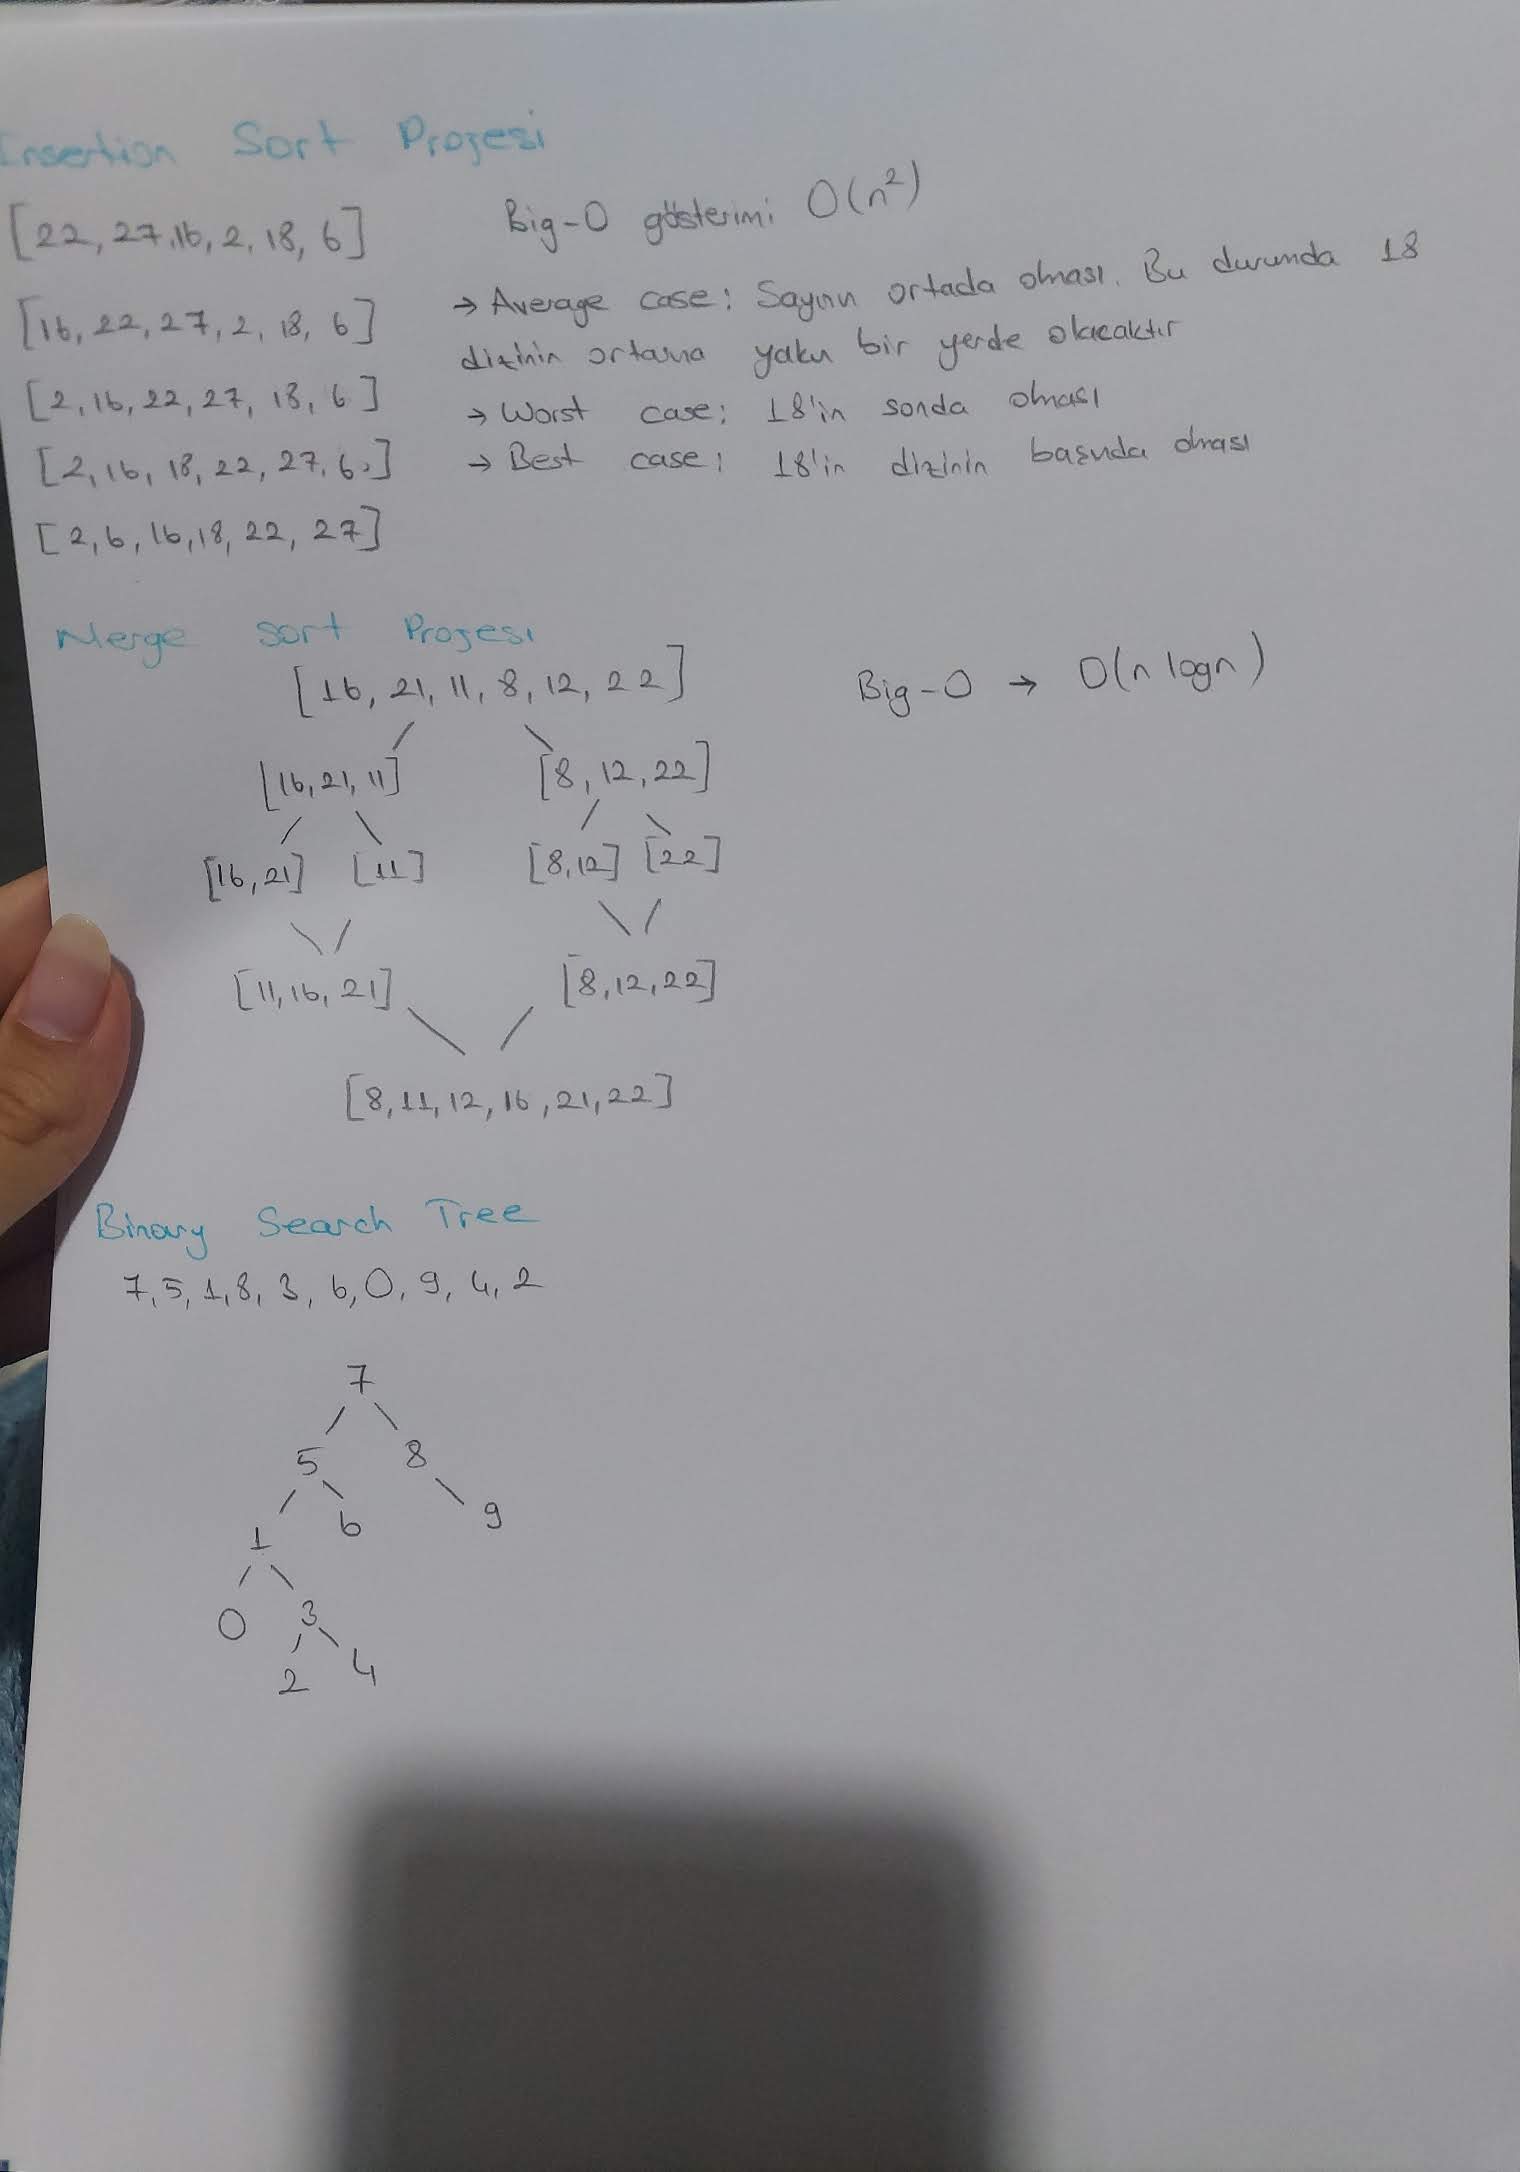 Insertion Sort Projesi
[22, 27, 16, 2, 18, 6]
Big-O gösterimi O(n²)
[16, 22, 27, 2, 18, 6]
[2, 16, 22, 27, 18, 6]
[2, 16, 18, 22, 27, 6]
[2, 6, 16, 18, 22, 27]
→ Average case: Sayının ortada olması. Bu durumda 18
dizinin ortasına yakın bir yerde olacaktır
→ Worst case: 18'in sonda olması
→ Best case: 18'in dizinin başında olması
Merge Sort Projesi
[16, 21, 11, 8, 12, 22]
Big-O → O(n logn)
[16, 21, 11] [8, 12, 22]
[16, 21] [11] [8, 12] [22]
[11, 16, 21] [8, 12, 22]
[8, 11, 12, 16, 21, 22]
Binary Search Tree
7, 5, 1, 8, 3, 6, 0, 9, 4, 2
7
5 8
1 6 9
0 3
2 4